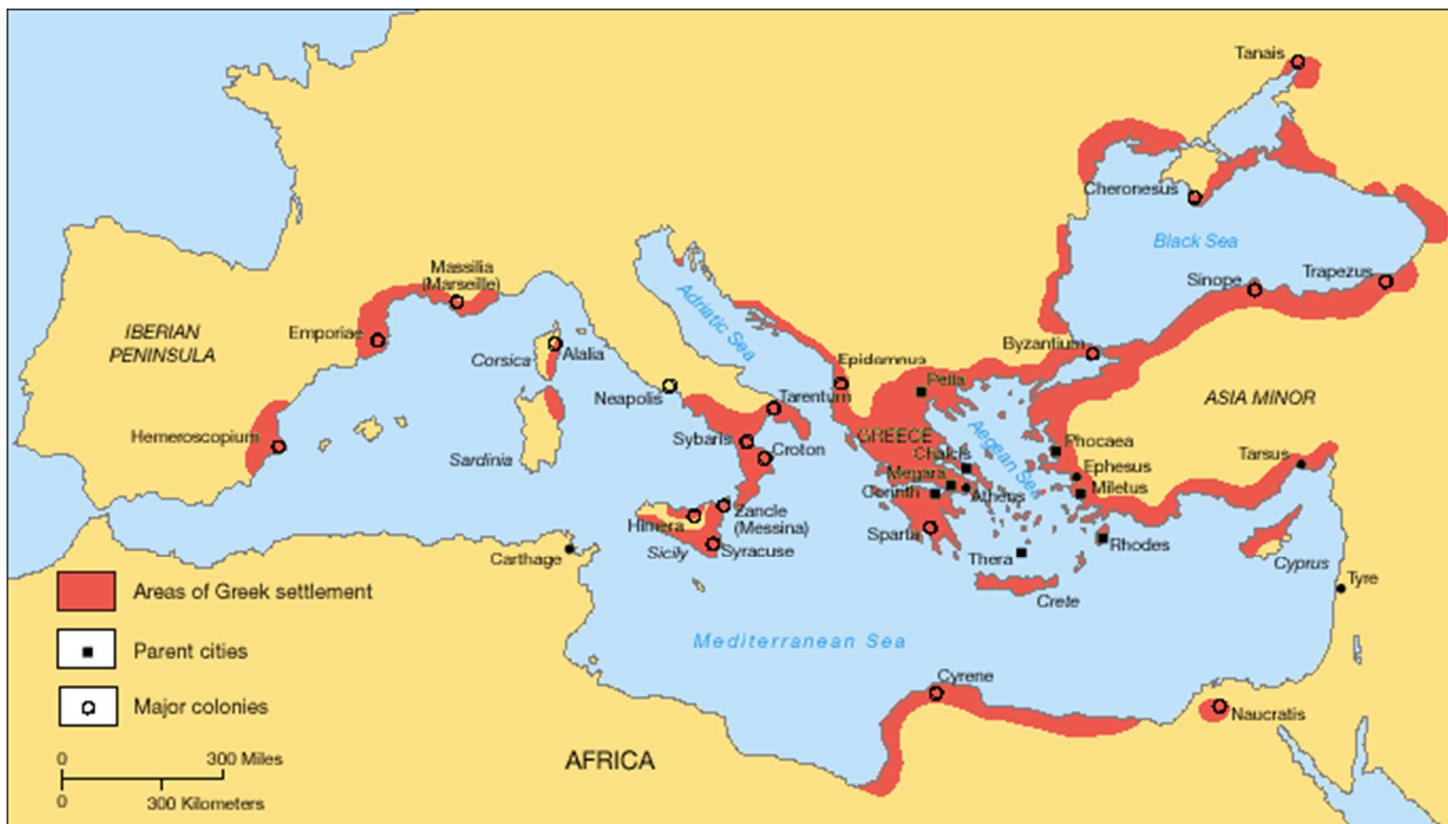 Tanais
Cheronesus
Black Sea
Sinope
Trapezus
Massilia
(Marseille)
IBERIAN
PENINSULA
Emporiae
Corsica
Alalia
Adriatic Sea
Epidamnus
Byzantium
Neapolis
Tarentum
Pella
ASIA MINOR
Hemeroscopium
Sybaris
Croton
GREECE
Aegean Sea
Phocaea
Sardinia
Chalcis
Ephesus
Tarsus
Megara
Miletus
Corinth
Athens
Himera
Zancle
(Messina)
Sparta
Rhodes
Carthage
Sicily
Syracuse
Thera
Cyprus
Tyre
Crete
Areas of Greek settlement
Parent cities
Major colonies
Mediterranean Sea
Cyrene
Naucratis
AFRICA
0 300 Miles
0 300 Kilometers